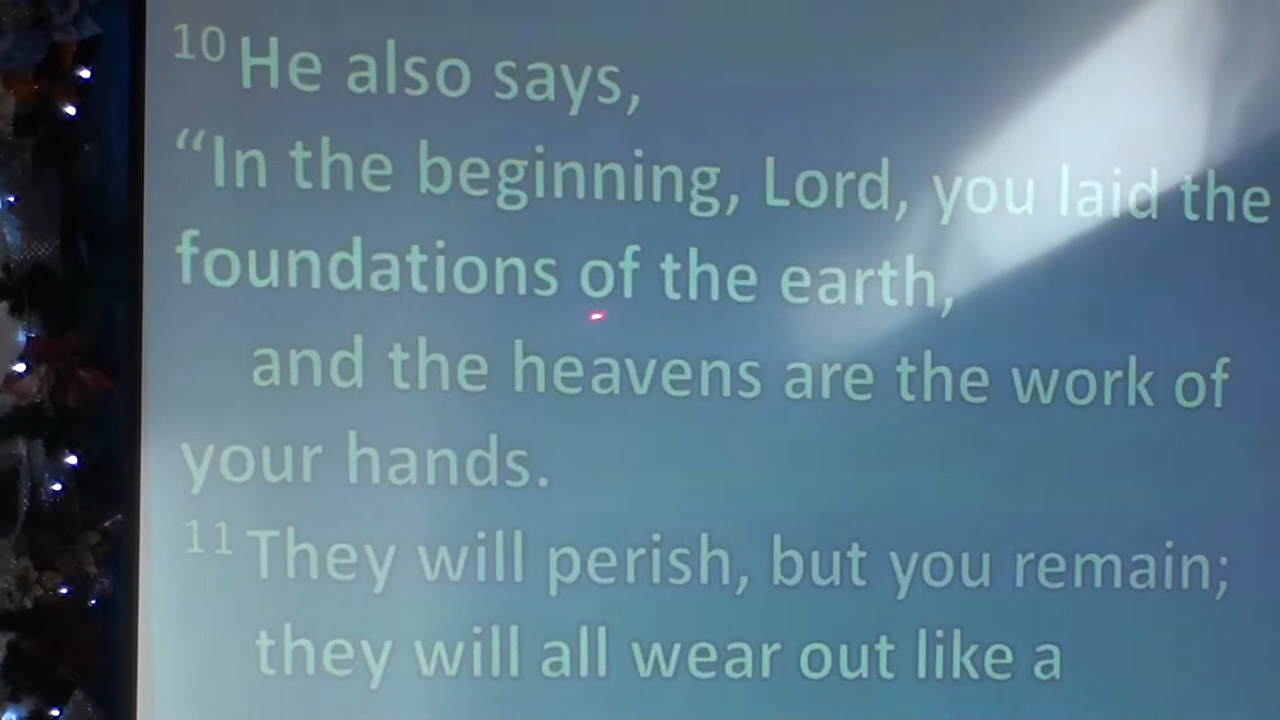 10 He also says,
“In the beginning, Lord, you laid the
foundations of the earth,
and the heavens are the work of
your hands.
11 They will perish, but you remain;
they will all wear out like a